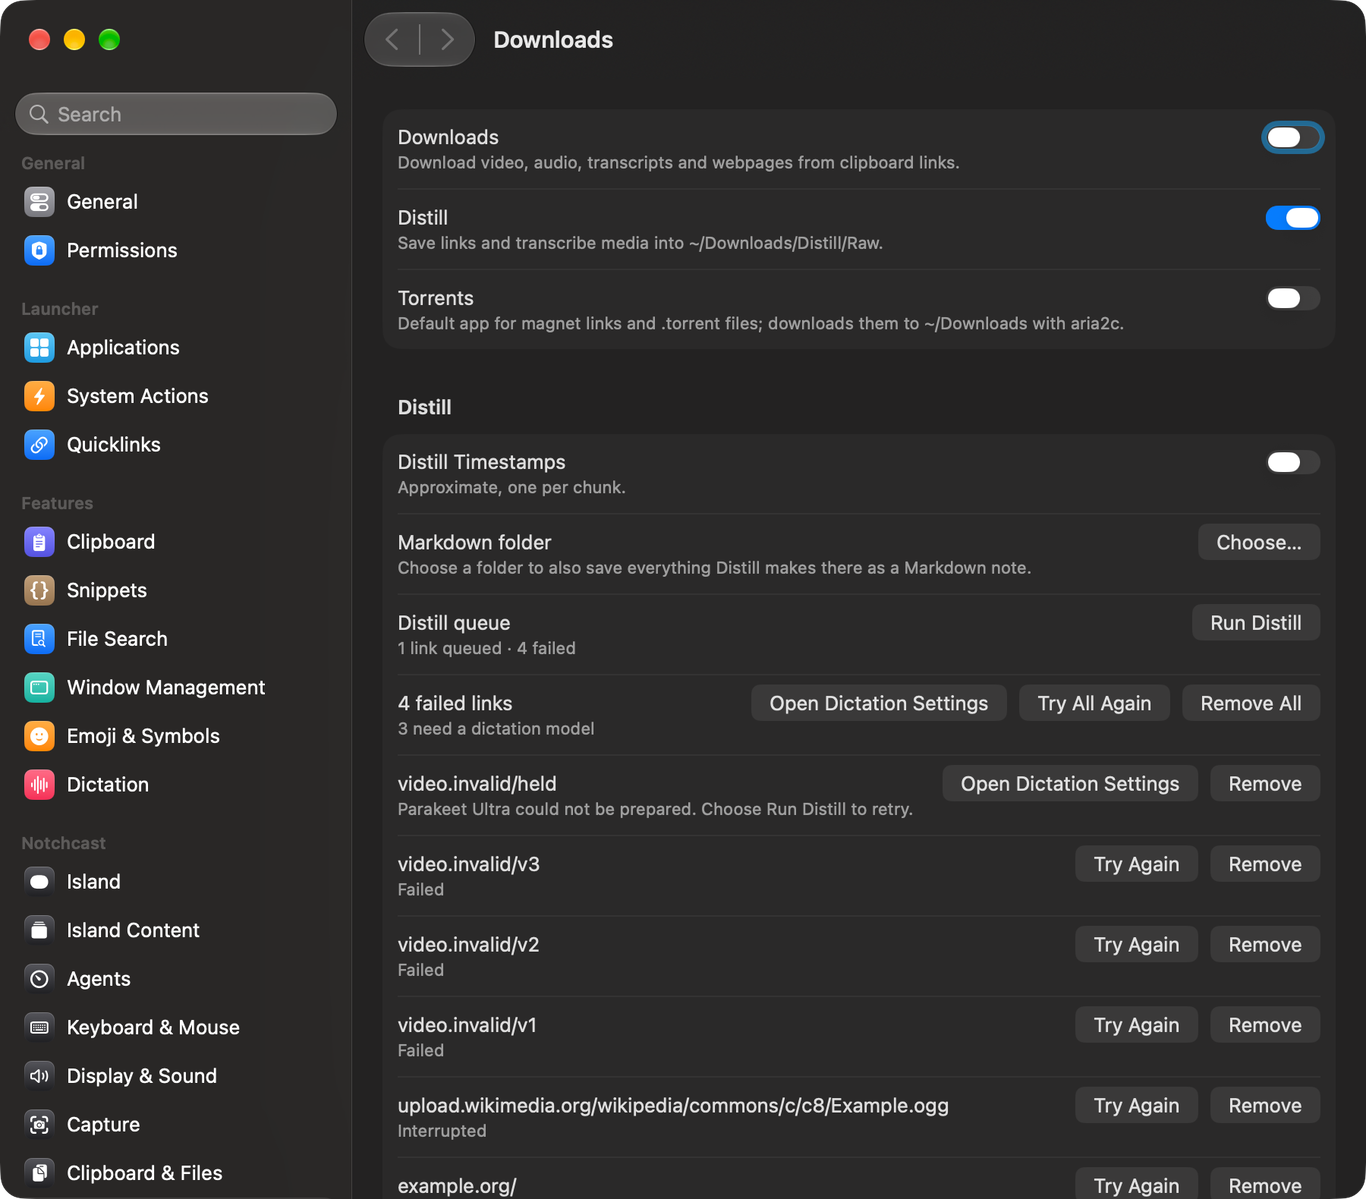 Downloads
Search
General
General
Permissions
Launcher
Applications
System Actions
Quicklinks
Features
Clipboard
Snippets
File Search
Window Management
Emoji & Symbols
Dictation
Notchcast
Island
Island Content
Agents
Keyboard & Mouse
Display & Sound
Capture
Clipboard & Files
Downloads
Download video, audio, transcripts and webpages from clipboard links.
Distill
Save links and transcribe media into ~/Downloads/Distill/Raw.
Torrents
Default app for magnet links and .torrent files; downloads them to ~/Downloads with aria2c.
Distill
Distill Timestamps
Approximate, one per chunk.
Markdown folder
Choose a folder to also save everything Distill makes there as a Markdown note.
Choose...
Distill queue
1 link queued · 4 failed
Run Distill
4 failed links
3 need a dictation model
Open Dictation Settings
Try All Again
Remove All
video.invalid/held
Parakeet Ultra could not be prepared. Choose Run Distill to retry.
Open Dictation Settings
Remove
video.invalid/v3
Failed
Try Again
Remove
video.invalid/v2
Failed
Try Again
Remove
video.invalid/v1
Failed
Try Again
Remove
upload.wikimedia.org/wikipedia/commons/c/c8/Example.ogg
Interrupted
Try Again
Remove
example.org/
Try Again
Remove